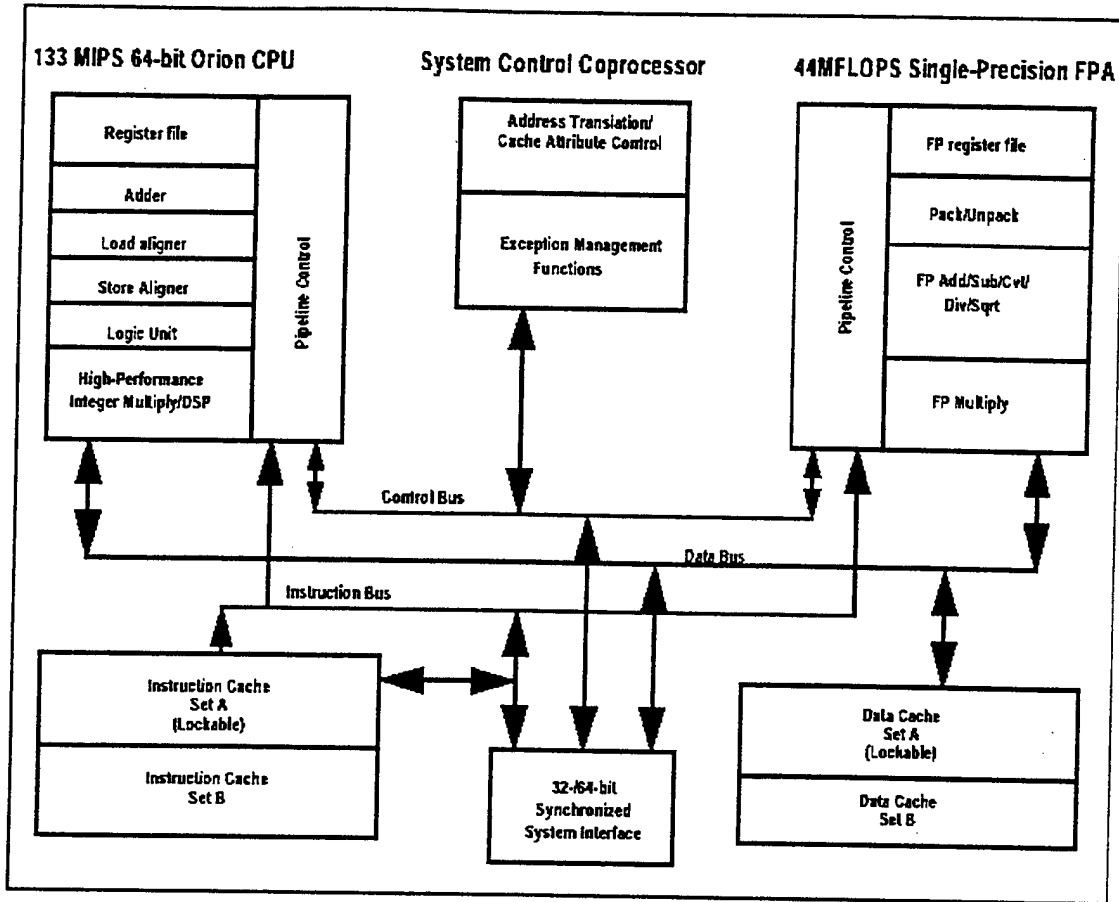 133 MIPS 64-bit Orion CPU
System Control Coprocessor
44MFLOPS Single-Precision FPA
Register file
Adder
Load aligner
Store Aligner
Logic Unit
High-Performance
Integer Multiply/DSP
Pipeline Control
Address Translation/
Cache Attribute Control
Exception Management
Functions
Pipeline Control
FP register file
Pack/Unpack
FP Add/Sub/Cvt/
Div/Sqrt
FP Multiply
Control Bus
Data Bus
Instruction Bus
Instruction Cache
Set A
(Lockable)
Instruction Cache
Set B
32-/64-bit
Synchronized
System Interface
Data Cache
Set A
(Lockable)
Data Cache
Set B